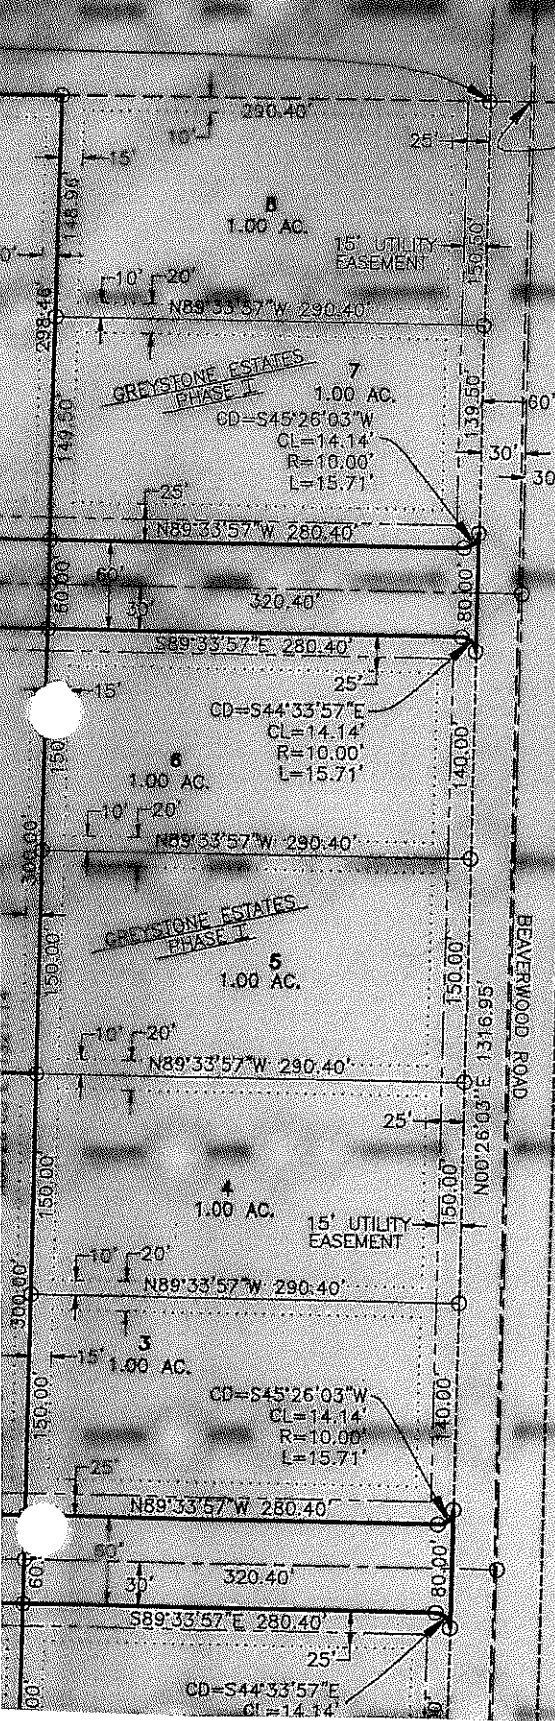 290.40'
10'
25'
15'
148.96'
8
1.00 AC.
15' UTILITY
EASEMENT
150.50'
10'
20'
N89°33'57"W 290.40'
298.46'
GREYSTONE ESTATES
PHASE I
7
1.00 AC.
CD=S45°26'03"W
CL=14.14'
R=10.00'
L=15.71'
139.50'
60'
30'
30
149.50'
25'
N89°33'57"W 280.40'
60.00'
60'
30'
320.40'
80.00'
S89°33'57"E 280.40'
25'
15'
CD=S44°33'57"E
CL=14.14'
R=10.00'
L=15.71'
150
6
1.00 AC.
140.00'
10'
20'
N89°33'57"W 290.40'
300.00'
GREYSTONE ESTATES
PHASE I
5
1.00 AC.
150.00'
150.00'
N00°26'03"E 1316.95'
BEAVERWOOD ROAD
10'
20'
N89°33'57"W 290.40'
25'
4
1.00 AC.
150.00'
150.00'
15' UTILITY
EASEMENT
10'
20'
N89°33'57"W 290.40'
300.00'
3
1.00 AC.
15'
CD=S45°26'03"W
CL=14.14'
R=10.00'
L=15.71'
150.00'
140.00'
25'
N89°33'57"W 280.40'
60'
60
30'
320.40'
80.00'
S89°33'57"E 280.40'
25'
CD=S44°33'57"E
CL=14.14'